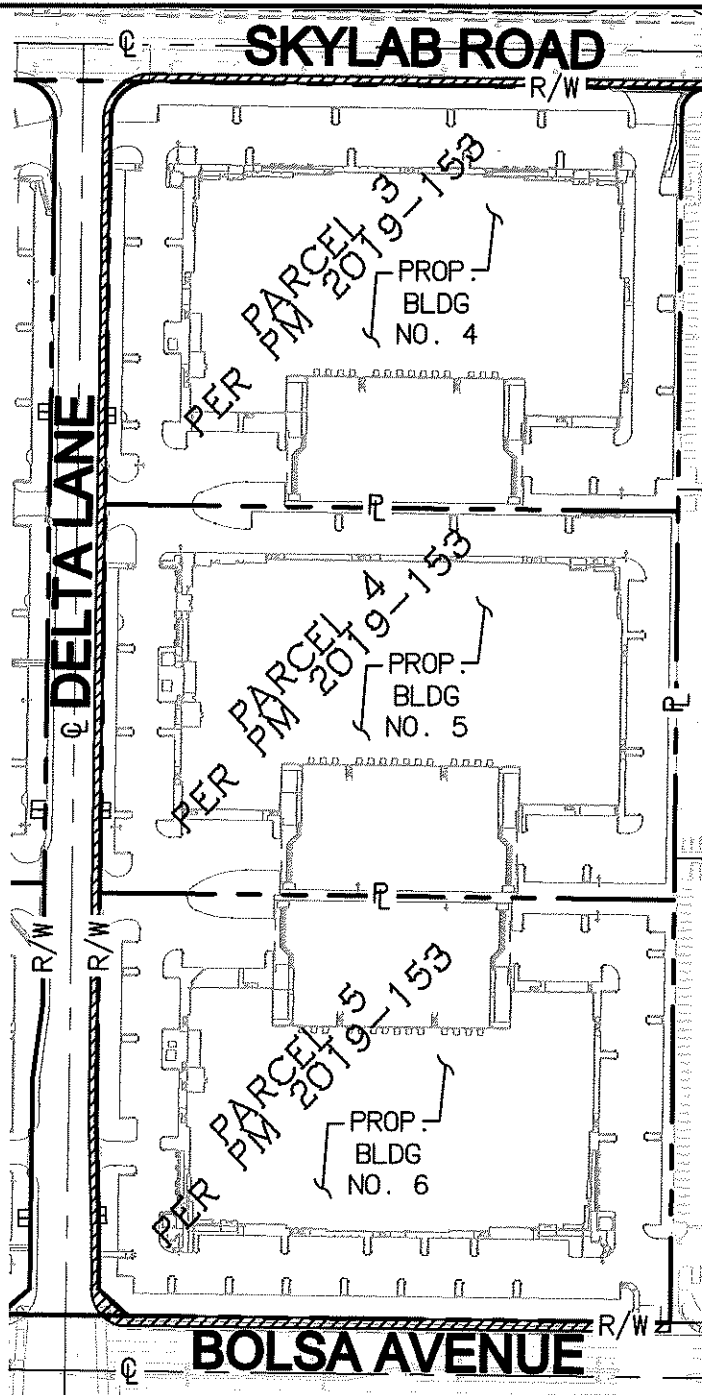 ℄ SKYLAB ROAD
R/W
PARCEL 3
PER PM 2019-153
PROP.
BLDG
NO. 4
℄ DELTA LANE
PL
PARCEL 4
PER PM 2019-153
PROP.
BLDG
NO. 5
PL
PL
R/W
R/W
PARCEL 5
PER PM 2019-153
PROP.
BLDG
NO. 6
R/W
℄ BOLSA AVENUE